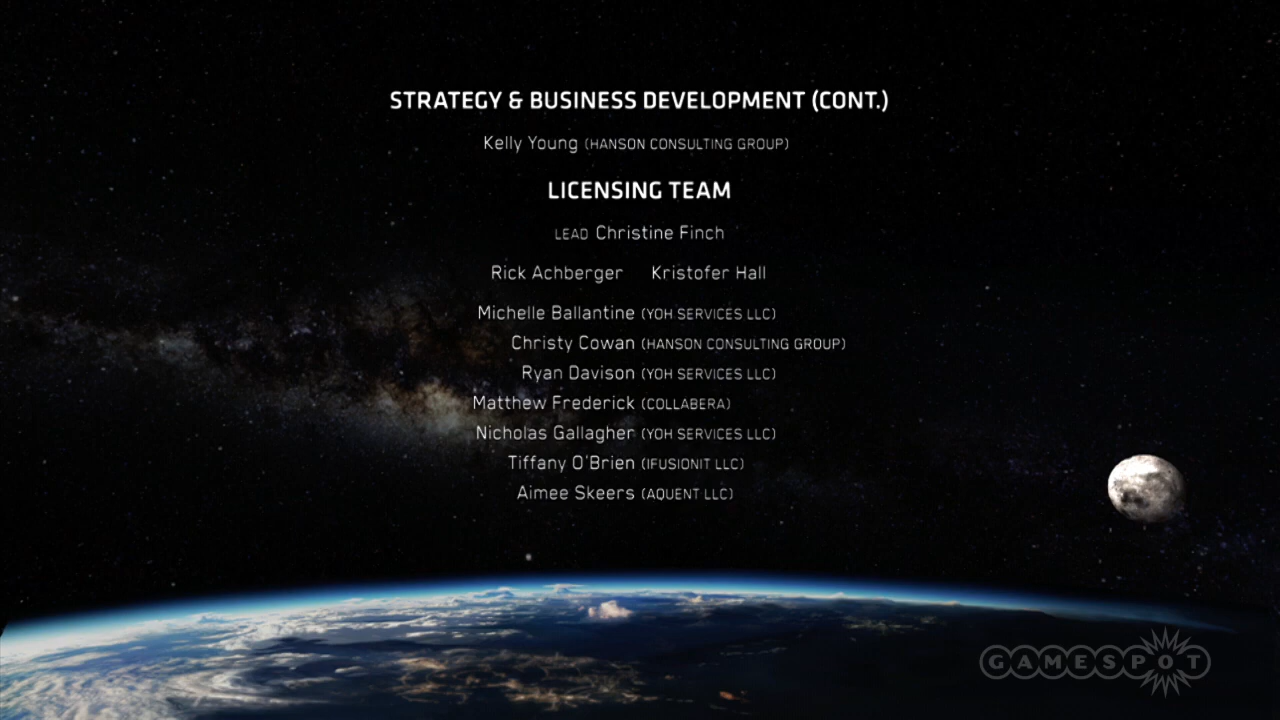 STRATEGY & BUSINESS DEVELOPMENT (CONT.)
Kelly Young (HANSON CONSULTING GROUP)
LICENSING TEAM
LEAD Christine Finch
Rick Achberger Kristofer Hall
Michelle Ballantine (YOH SERVICES LLC)
Christy Cowan (HANSON CONSULTING GROUP)
Ryan Davison (YOH SERVICES LLC)
Matthew Frederick (COLLABERA)
Nicholas Gallagher (YOH SERVICES LLC)
Tiffany O'Brien (IFUSIONIT LLC)
Aimee Skeers (AQUENT LLC)
GAMESPOT